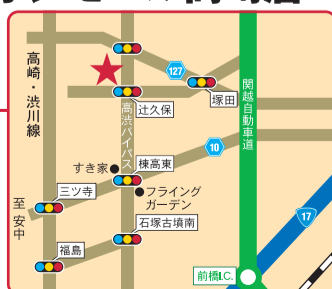 高崎・渋川線
127
塚田
辻久保
高渋バイパス
関越自動車道
10
すき家
棟高東
三ツ寺
フライング
ガーデン
至安中
石塚古墳南
17
福島
前橋I.C.